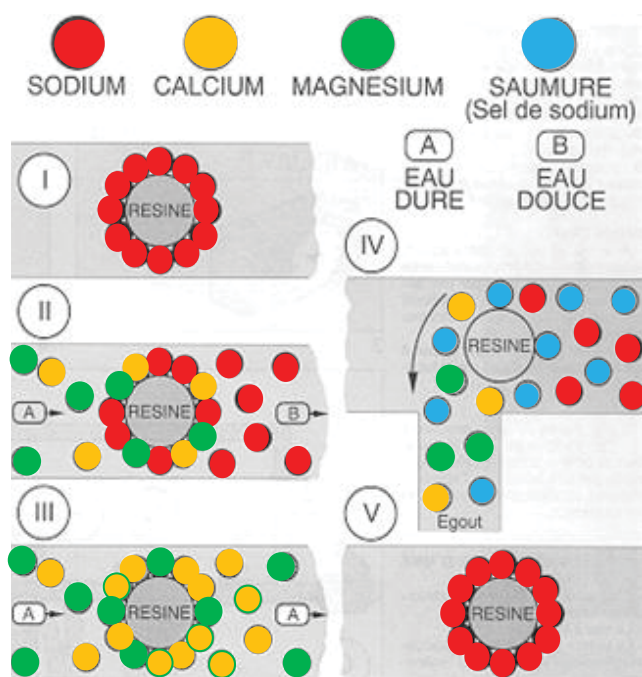 SODIUM
CALCIUM
MAGNESIUM
SAUMURE
(Sel de sodium)
A
EAU
DURE
B
EAU
DOUCE
I
RESINE
II
A
RESINE
B
III
A
RESINE
A
IV
RESINE
Egout
V
RESINE